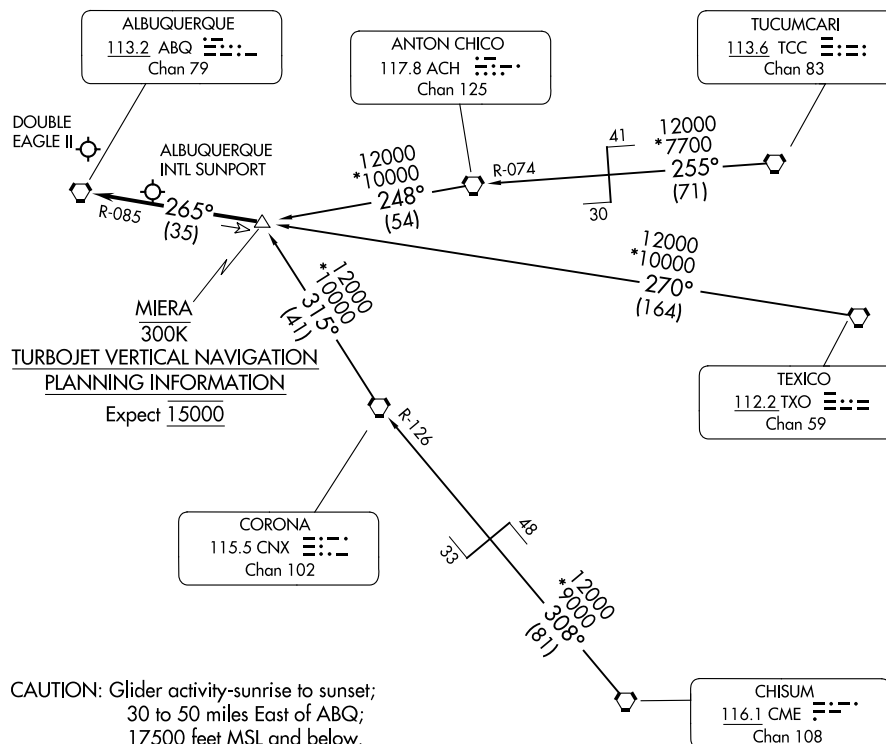 ALBUQUERQUE
113.2 ABQ
Chan 79
ANTON CHICO
117.8 ACH
Chan 125
TUCUMCARI
113.6 TCC
Chan 83
DOUBLE
EAGLE II
ALBUQUERQUE
INTL SUNPORT
R-085
265°
(35)
12000
*10000
248°
(54)
R-074
41
30
12000
*7700
255°
(71)
12000
*10000
270°
(164)
MIERA
300K
TURBOJET VERTICAL NAVIGATION
PLANNING INFORMATION
Expect 15000
12000
*10000
315°
(41)
TEXICO
112.2 TXO
Chan 59
R-126
CORONA
115.5 CNX
Chan 102
48
33
12000
*9000
308°
(81)
CHISUM
116.1 CME
Chan 108
CAUTION: Glider activity-sunrise to sunset;
30 to 50 miles East of ABQ;
17500 feet MSL and below.